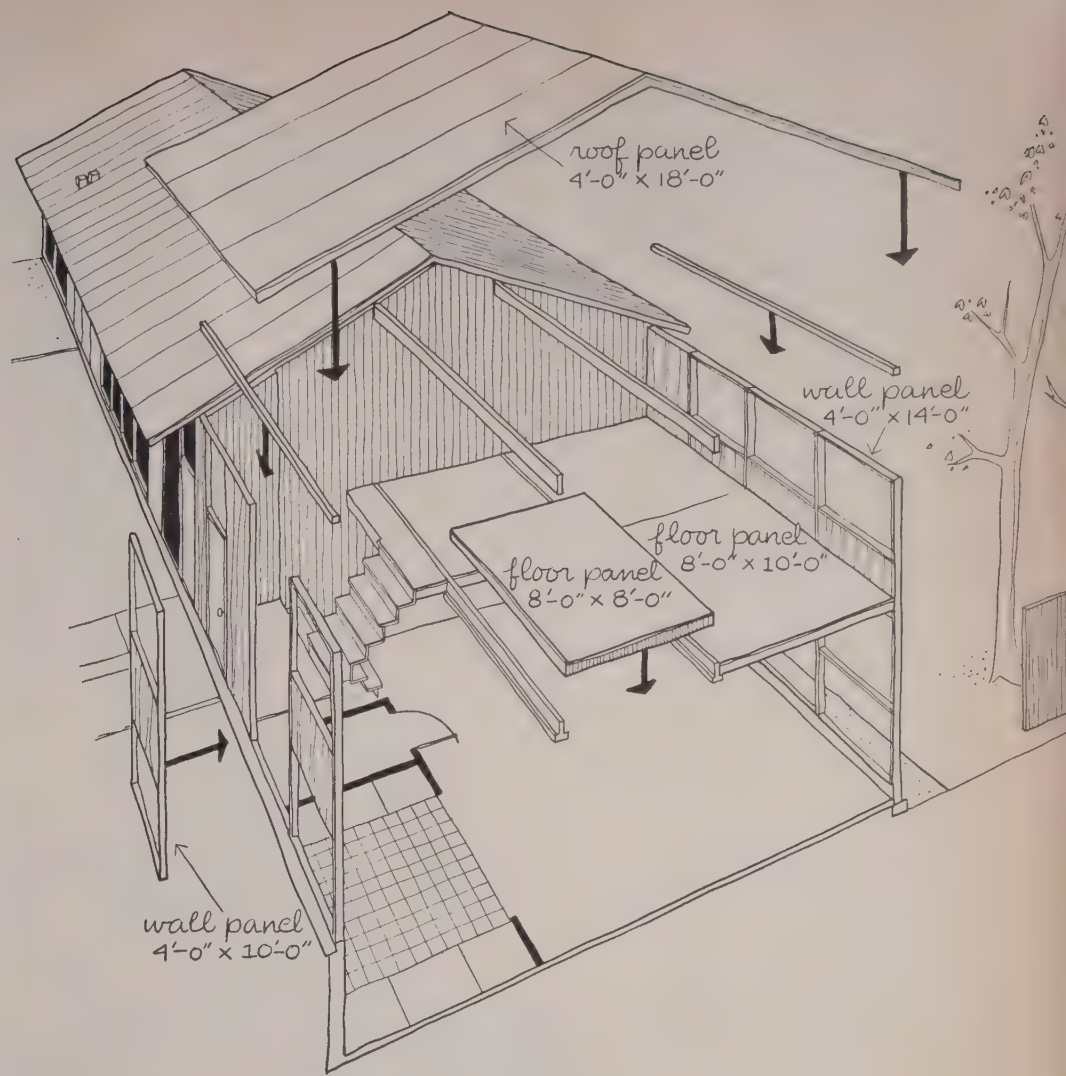 roof panel
4'-0" x 18'-0"
wall panel
4'-0" x 14'-0"
floor panel
8'-0" x 10'-0"
floor panel
8'-0" x 8'-0"
wall panel
4'-0" x 10'-0"